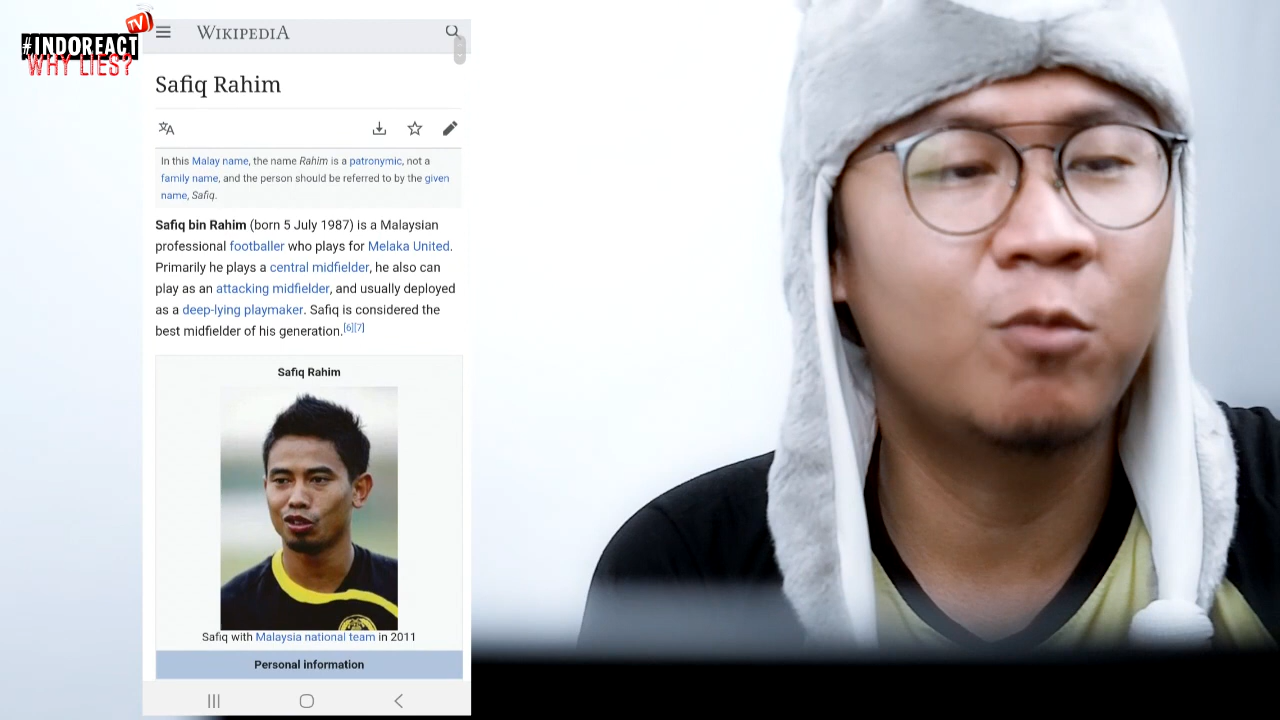 TV
#INDOREACT
WHY LIES?
WIKIPEDIA
Safiq Rahim
In this Malay name, the name Rahim is a patronymic, not a
family name, and the person should be referred to by the given
name, Safiq.
Safiq bin Rahim (born 5 July 1987) is a Malaysian
professional footballer who plays for Melaka United.
Primarily he plays a central midfielder, he also can
play as an attacking midfielder, and usually deployed
as a deep-lying playmaker. Safiq is considered the
best midfielder of his generation.[6][7]
Safiq Rahim
Safiq with Malaysia national team in 2011
Personal information